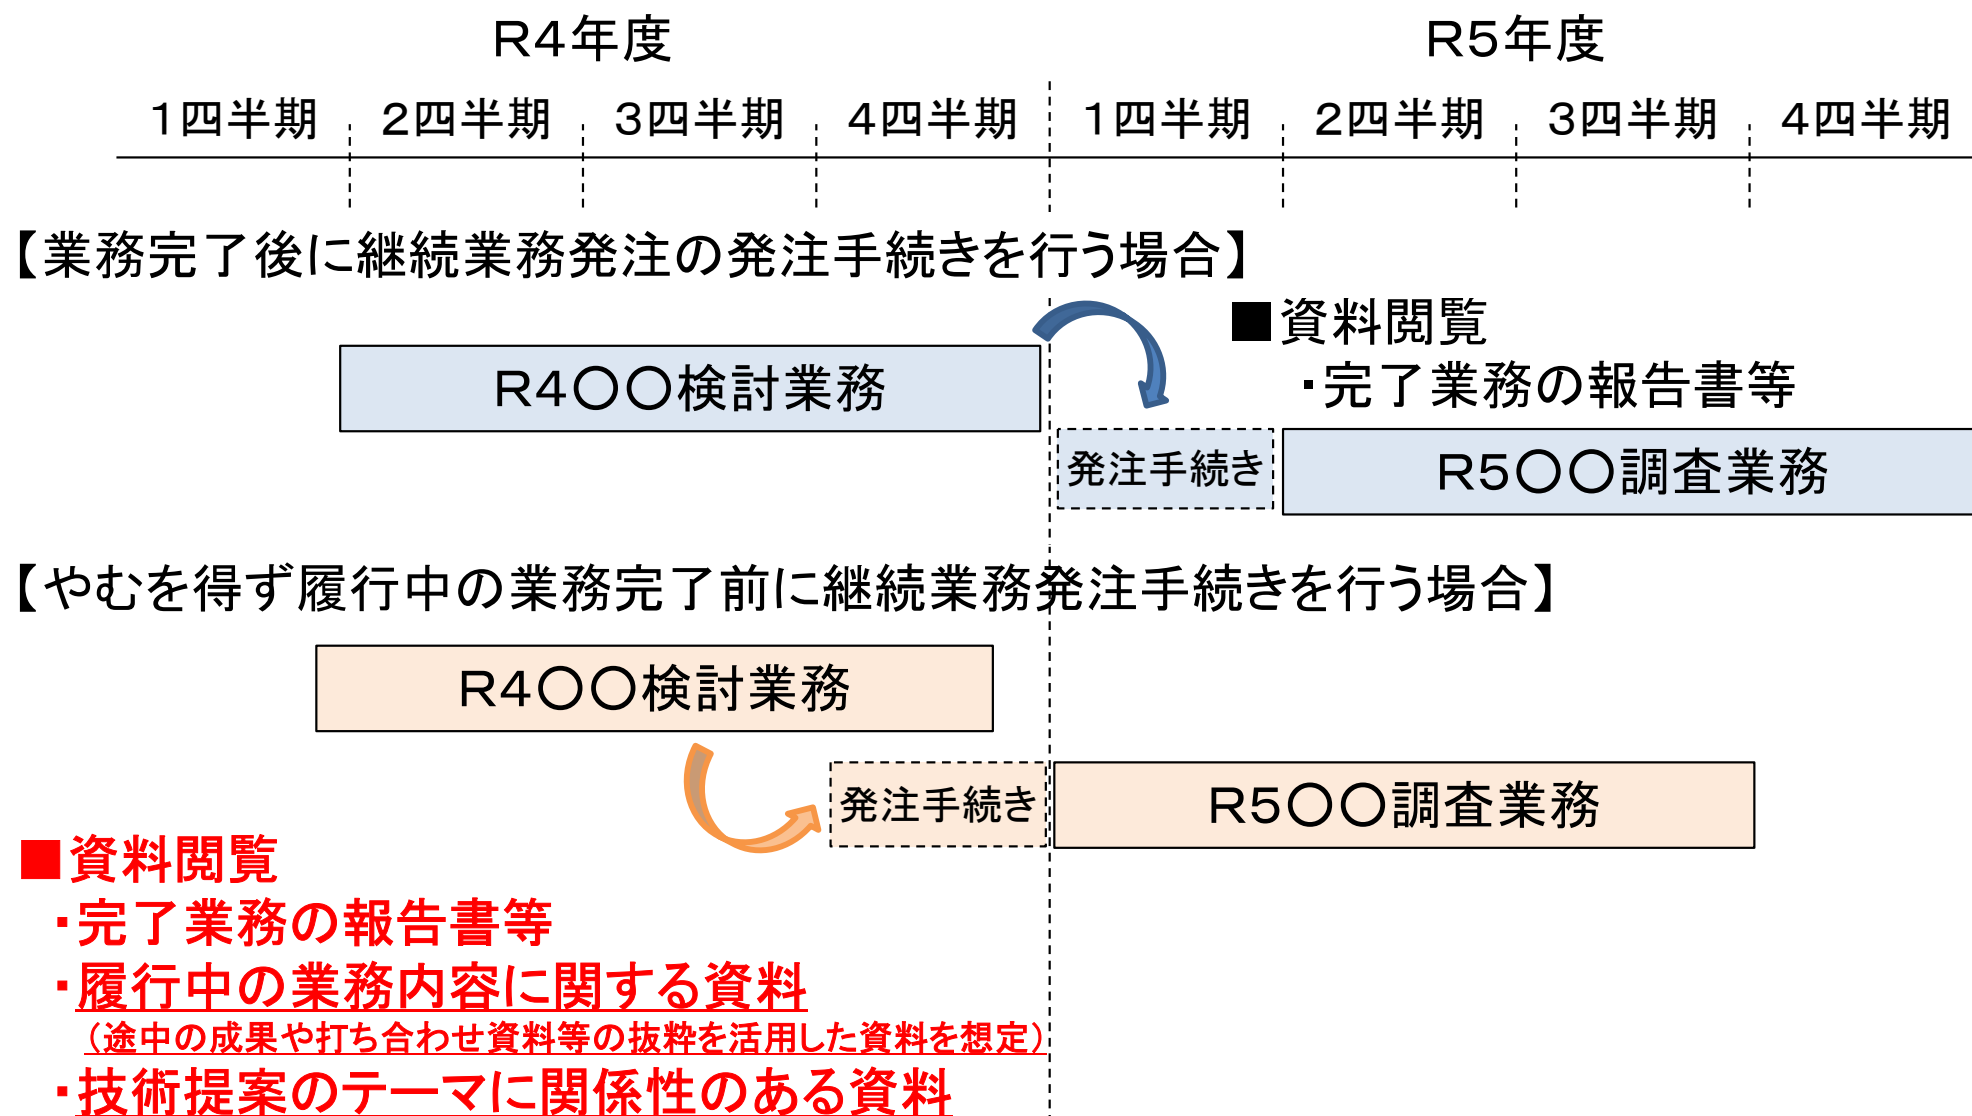 R4年度 R5年度
1四半期 2四半期 3四半期 4四半期 1四半期 2四半期 3四半期 4四半期
【業務完了後に継続業務発注の発注手続きを行う場合】
■資料閲覧
・完了業務の報告書等
R4〇〇検討業務
発注手続き
R5〇〇調査業務
【やむを得ず履行中の業務完了前に継続業務発注手続きを行う場合】
R4〇〇検討業務
発注手続き
R5〇〇調査業務
■資料閲覧
・完了業務の報告書等
・履行中の業務内容に関する資料
（途中の成果や打ち合わせ資料等の抜粋を活用した資料を想定）
・技術提案のテーマに関係性のある資料